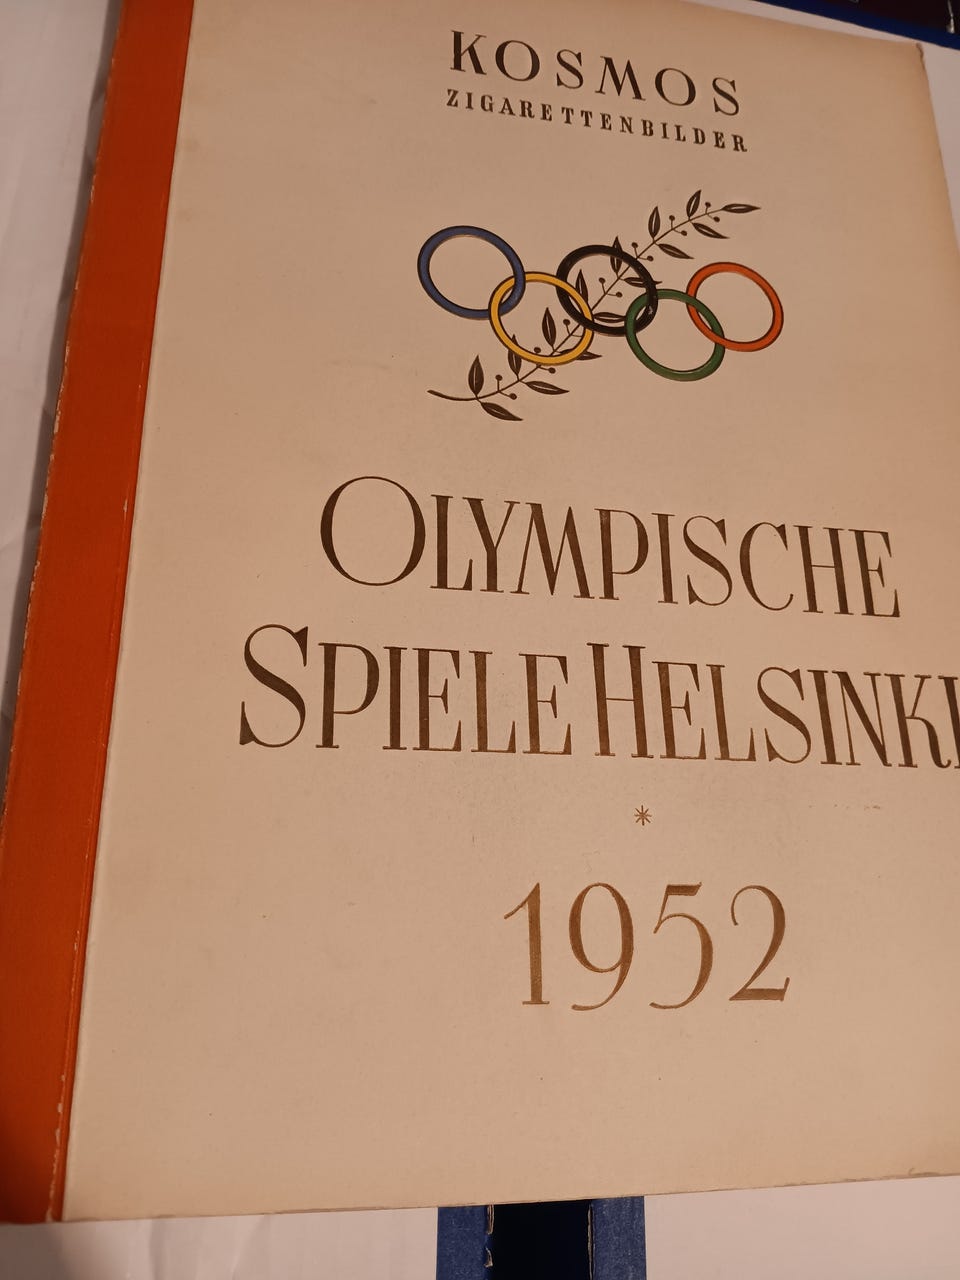 KOSMOS
ZIGARETTENBILDER
OLYMPISCHE
SPIELE HELSINKI
1952